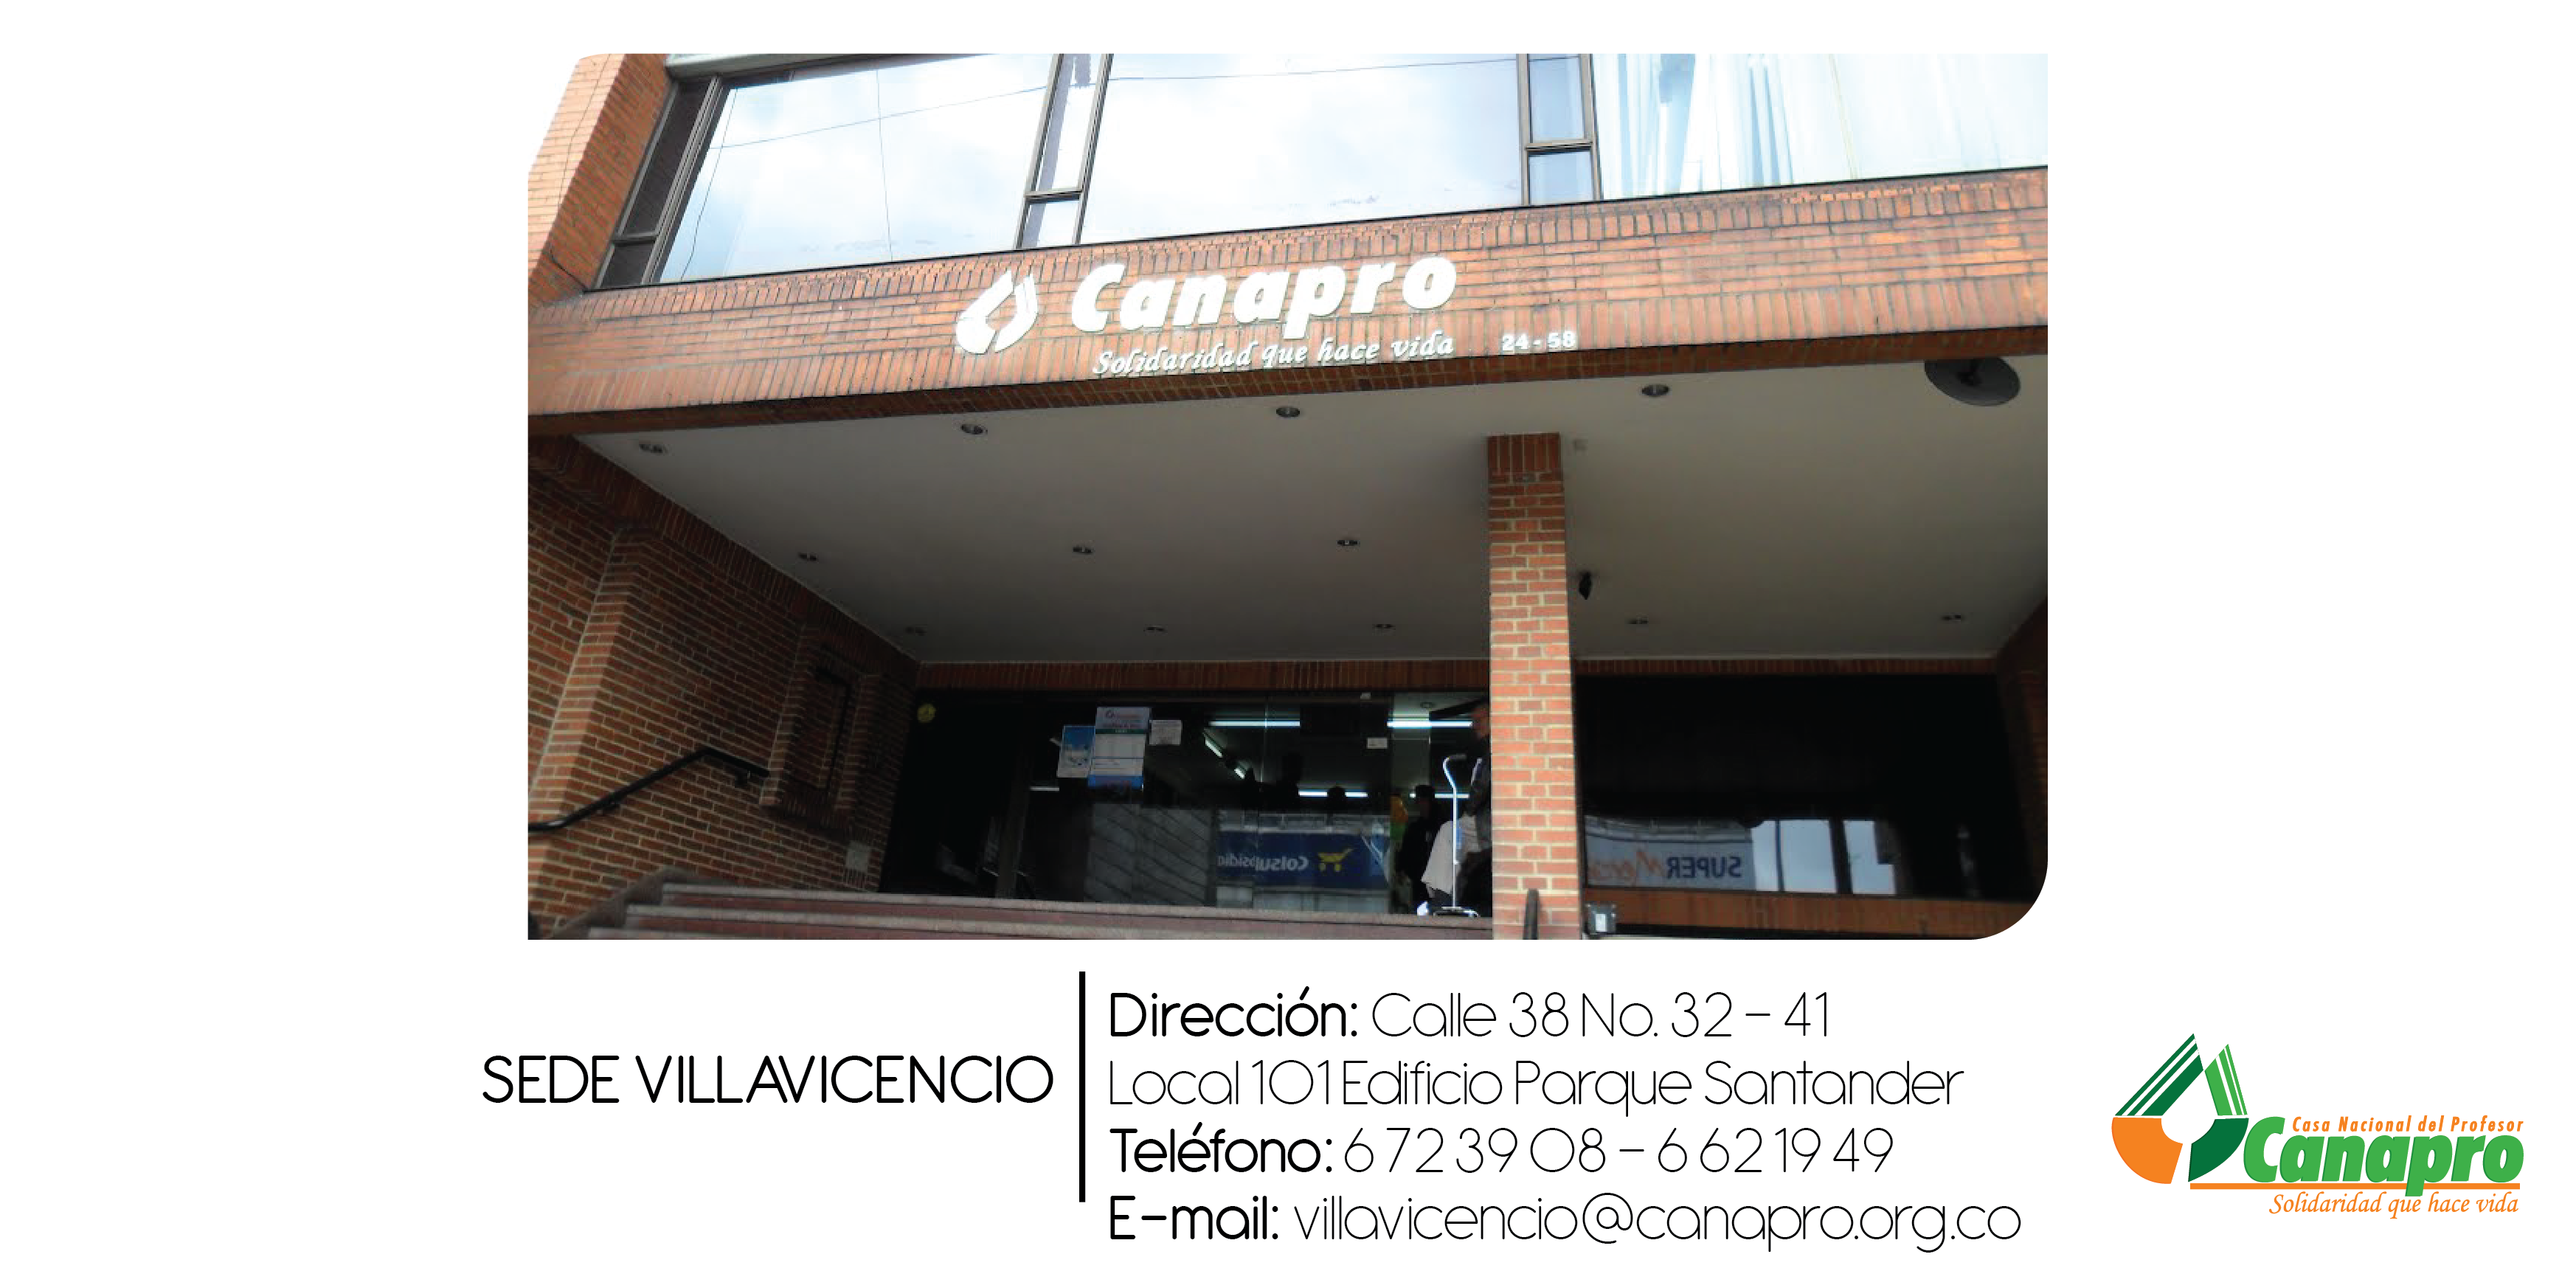 Canapro
Solidaridad que hace vida 24-58
Colsubsidio
SUPER
SEDE VILLAVICENCIO
Dirección: Calle 38 No. 32 - 41
Local 101 Edificio Parque Santander
Teléfono: 6 72 39 08 - 6 62 19 49
E-mail: villavicencio@canapro.org.co
Casa Nacional del Profesor
Canapro
Solidaridad que hace vida